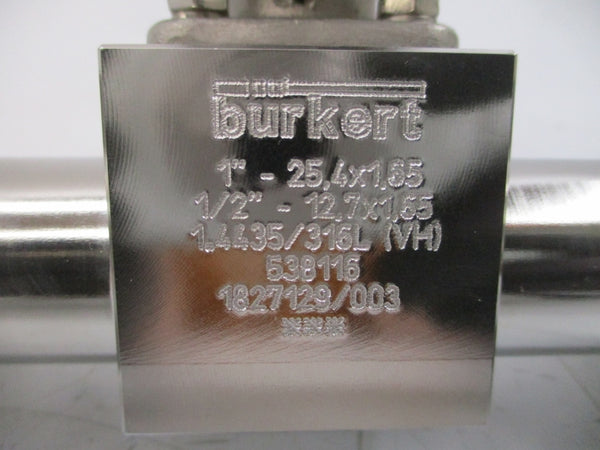 burkert
1" - 25,4x1,65
1/2" - 12,7x1,65
1.4435/316L (VH)
538116
1827129/003